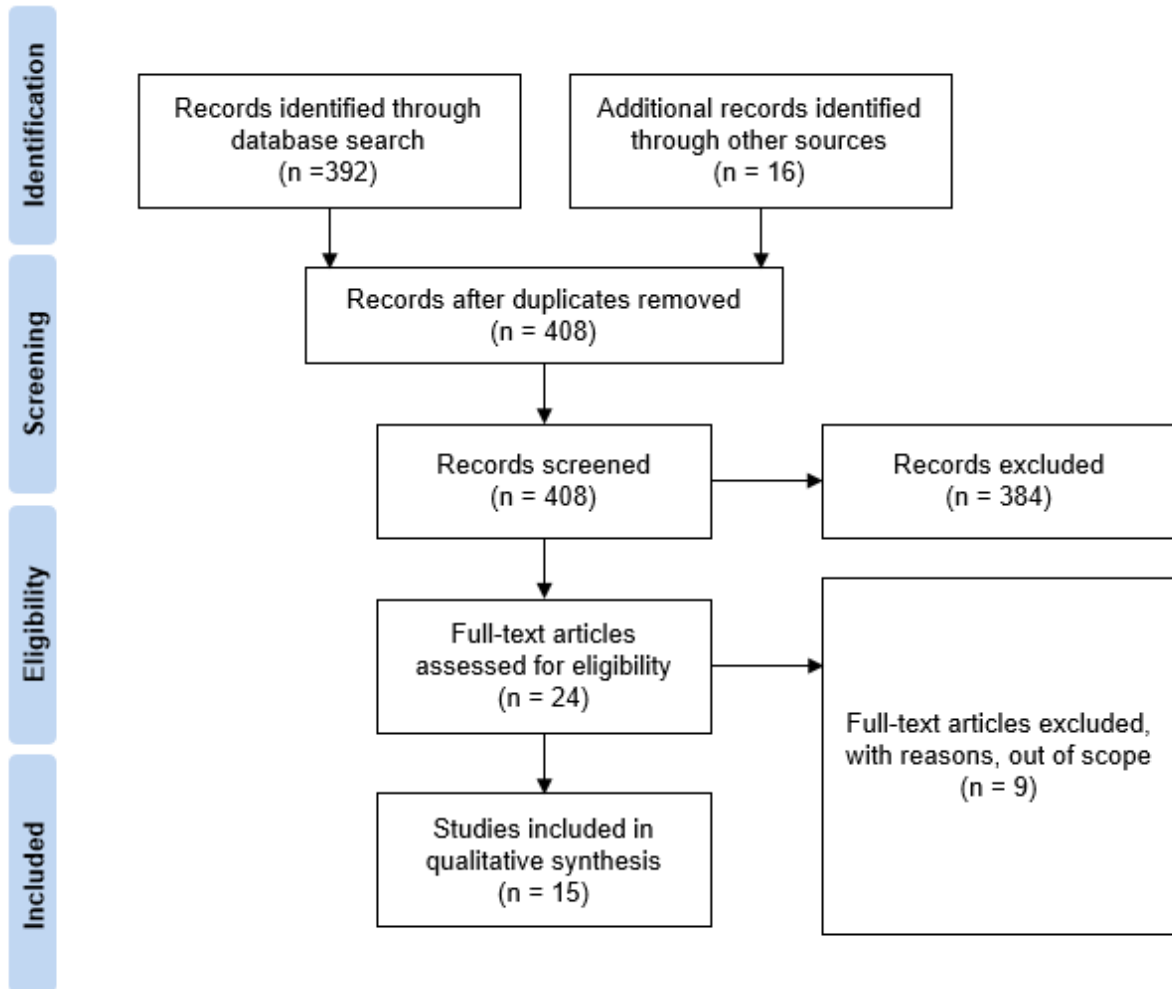 Identification
Records identified through
database search
(n =392)
Additional records identified
through other sources
(n = 16)
Screening
Records after duplicates removed
(n = 408)
Records screened
(n = 408)
Records excluded
(n = 384)
Eligibility
Full-text articles
assessed for eligibility
(n = 24)
Full-text articles excluded,
with reasons, out of scope
(n = 9)
Included
Studies included in
qualitative synthesis
(n = 15)